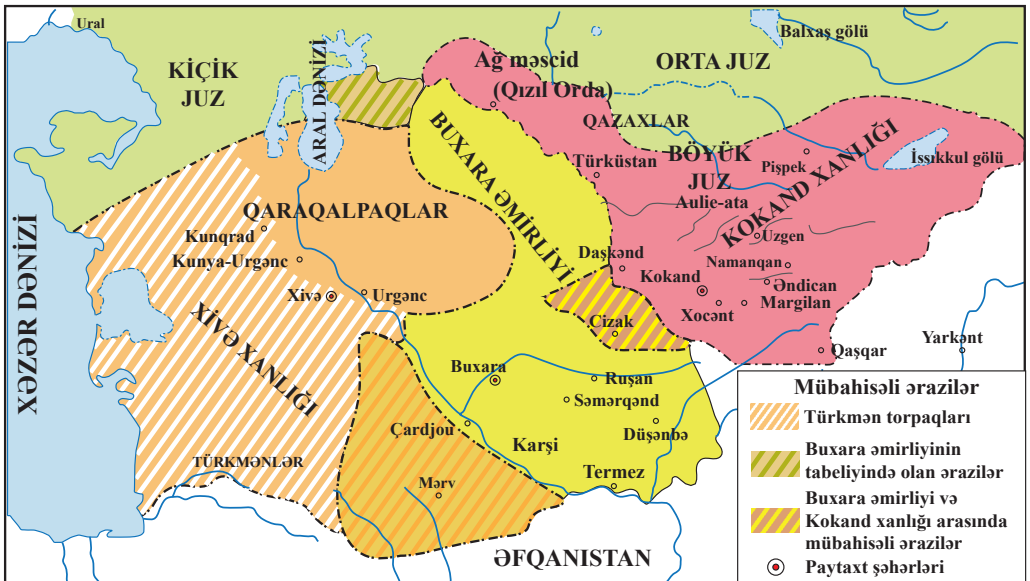 Ural
KİÇİK
JUZ
ARAL DƏNİZİ
Ağ məscid
(Qızıl Orda)
ORTA JUZ
Balxaş gölü
QAZAXLAR
BÖYÜK
JUZ
Türküstan
Pişpek
İssıkkul gölü
Aulie-ata
KOKAND XANLIĞI
BUXARA ƏMİRLİYİ
QARAQALPAQLAR
Kunqrad
Kunya-Urgənc
Xivə
Urgənc
Daşkənd
Kokand
Uzgen
Namanqan
Əndican
Margilan
Xocənt
Cizak
Qaşqar
Yarkənt
XƏZƏR DƏNİZİ
XİVƏ XANLIĞI
Buxara
Ruşan
Səmərqənd
Çardjou
Karşi
Düşənbə
TÜRKMƏNLƏR
Mərv
Termez
ƏFQANISTAN
Mübahisəli ərazilər
Türkmən torpaqları
Buxara əmirliyinin
tabeliyində olan ərazilər
Buxara əmirliyi və
Kokand xanlığı arasında
mübahisəli ərazilər
Paytaxt şəhərləri